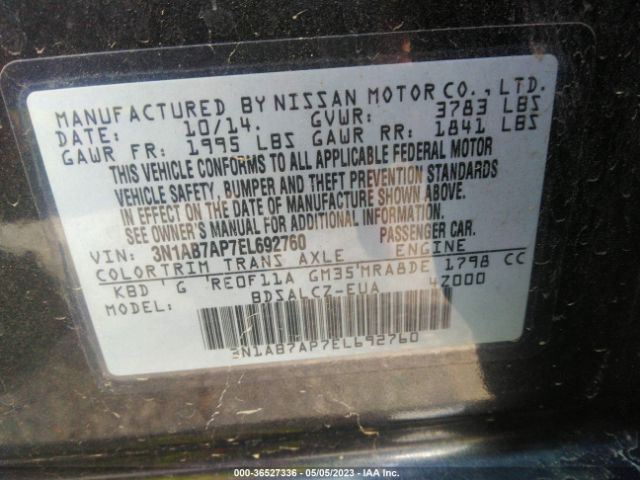 MANUFACTURED BY NISSAN MOTOR CO., LTD.
DATE: 10/14. GVWR: 3783 LBS
GAWR FR: 1995 LBS GAWR RR: 1841 LBS
THIS VEHICLE CONFORMS TO ALL APPLICABLE FEDERAL MOTOR
VEHICLE SAFETY, BUMPER AND THEFT PREVENTION STANDARDS
IN EFFECT ON THE DATE OF MANUFACTURE SHOWN ABOVE.
SEE OWNER'S MANUAL FOR ADDITIONAL INFORMATION.
VIN: 3N1AB7AP7EL692760 PASSENGER CAR.
COLOR TRIM TRANS AXLE ENGINE
KBD ' G 'RE0F11A GM35'MRA8DE 1798 CC
MODEL: BDSALCZ-EUA 4Z000
3N1AB7AP7EL692760
000-36527336 - 05/05/2023 - IAA Inc.